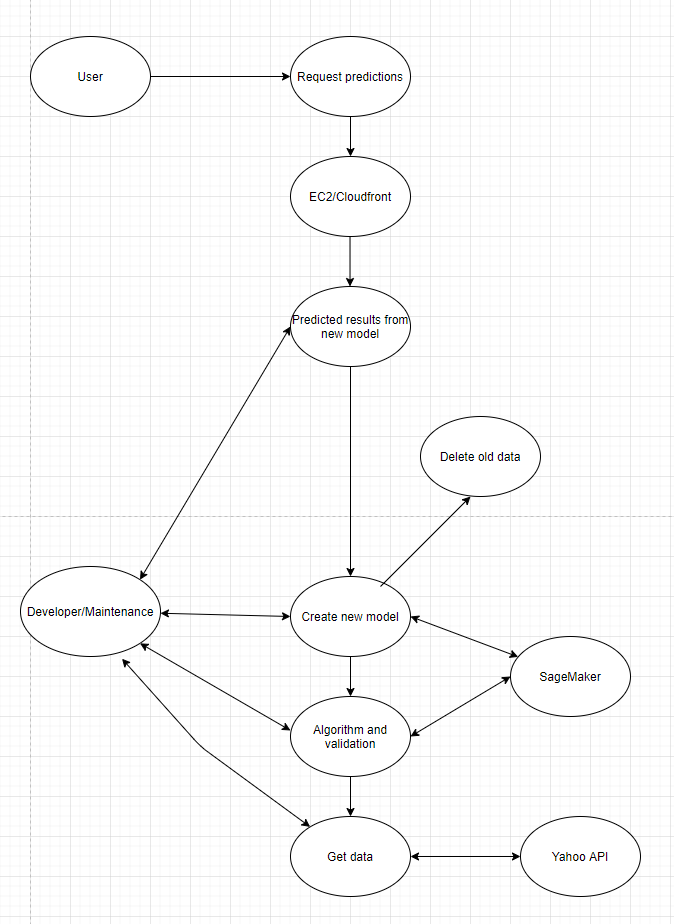 User
Request predictions
EC2/Cloudfront
Predicted results from
new model
Delete old data
Developer/Maintenance
Create new model
SageMaker
Algorithm and
validation
Get data
Yahoo API